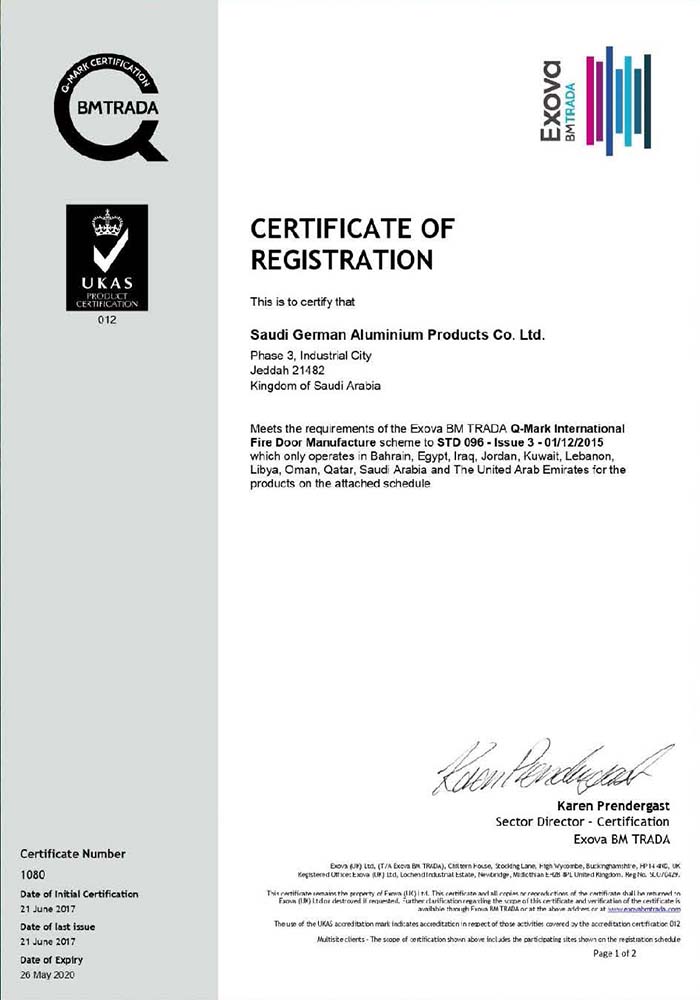 Q-MARK CERTIFICATION
BMTRADA
Exova
BMTRADA
UKAS
PRODUCT
CERTIFICATION
012
CERTIFICATE OF
REGISTRATION
This is to certify that
Saudi German Aluminium Products Co. Ltd.
Phase 3, Industrial City
Jeddah 21482
Kingdom of Saudi Arabia
Meets the requirements of the Exova BM TRADA Q-Mark International
Fire Door Manufacture scheme to STD 096 - Issue 3 - 01/12/2015
which only operates in Bahrain, Egypt, Iraq, Jordan, Kuwait, Lebanon,
Libya, Oman, Qatar, Saudi Arabia and The United Arab Emirates for the
products on the attached schedule
Karen Prendergast
Karen Prendergast
Sector Director - Certification
Exova BM TRADA
Certificate Number
1080
Date of Initial Certification
21 June 2017
Date of last issue
21 June 2017
Date of Expiry
26 May 2020
Exova (UK) Ltd, (T/A Exova BM TRADA), Chiltern House, Stocking Lane, High Wycombe, Buckinghamshire, HP14 4ND, UK
Registered Office: Exova (UK) Ltd, Lochend Industrial Estate, Newbridge, Midlothian EH28 8PL United Kingdom. Reg No. SC070429.
This certificate remains the property of Exova (UK) Ltd. This certificate and all copies or reproductions of the certificate shall be returned to
Exova (UK) Ltd or destroyed if requested. Further clarification regarding the scope of this certificate and verification of the certificate is
available through Exova BM TRADA or at the above address or at www.exovabmtrada.com
The use of the UKAS accreditation mark indicates accreditation in respect of those activities covered by the accreditation certification 012
Multisite clients - The scope of certification shown above includes the participating sites shown on the registration schedule
Page 1 of 2